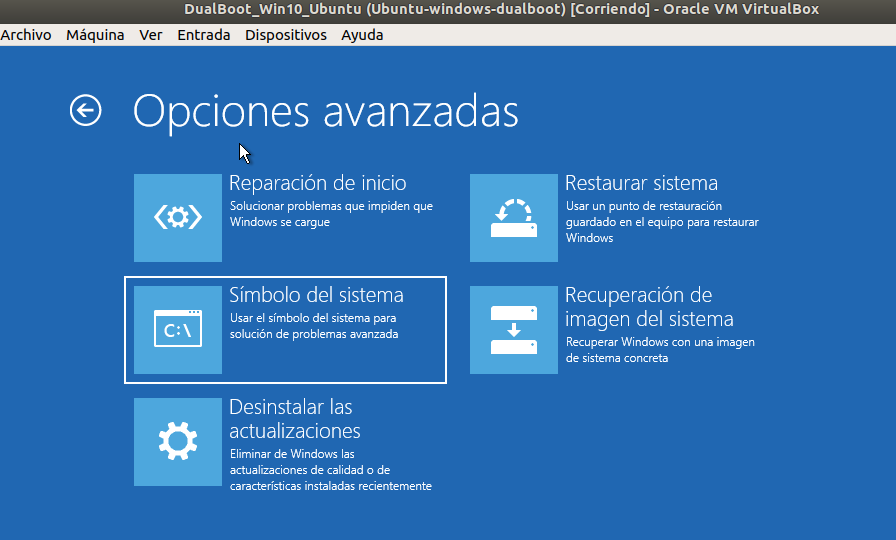 DualBoot_Win10_Ubuntu (Ubuntu-windows-dualboot) [Corriendo] - Oracle VM VirtualBox
Archivo Máquina Ver Entrada Dispositivos Ayuda
Opciones avanzadas
Reparación de inicio
Solucionar problemas que impiden que
Windows se cargue
Restaurar sistema
Usar un punto de restauración
guardado en el equipo para restaurar
Windows
Símbolo del sistema
Usar el símbolo del sistema para
solución de problemas avanzada
C:\
Recuperación de
imagen del sistema
Recuperar Windows con una imagen
de sistema concreta
Desinstalar las
actualizaciones
Eliminar de Windows las
actualizaciones de calidad o de
características instaladas recientemente